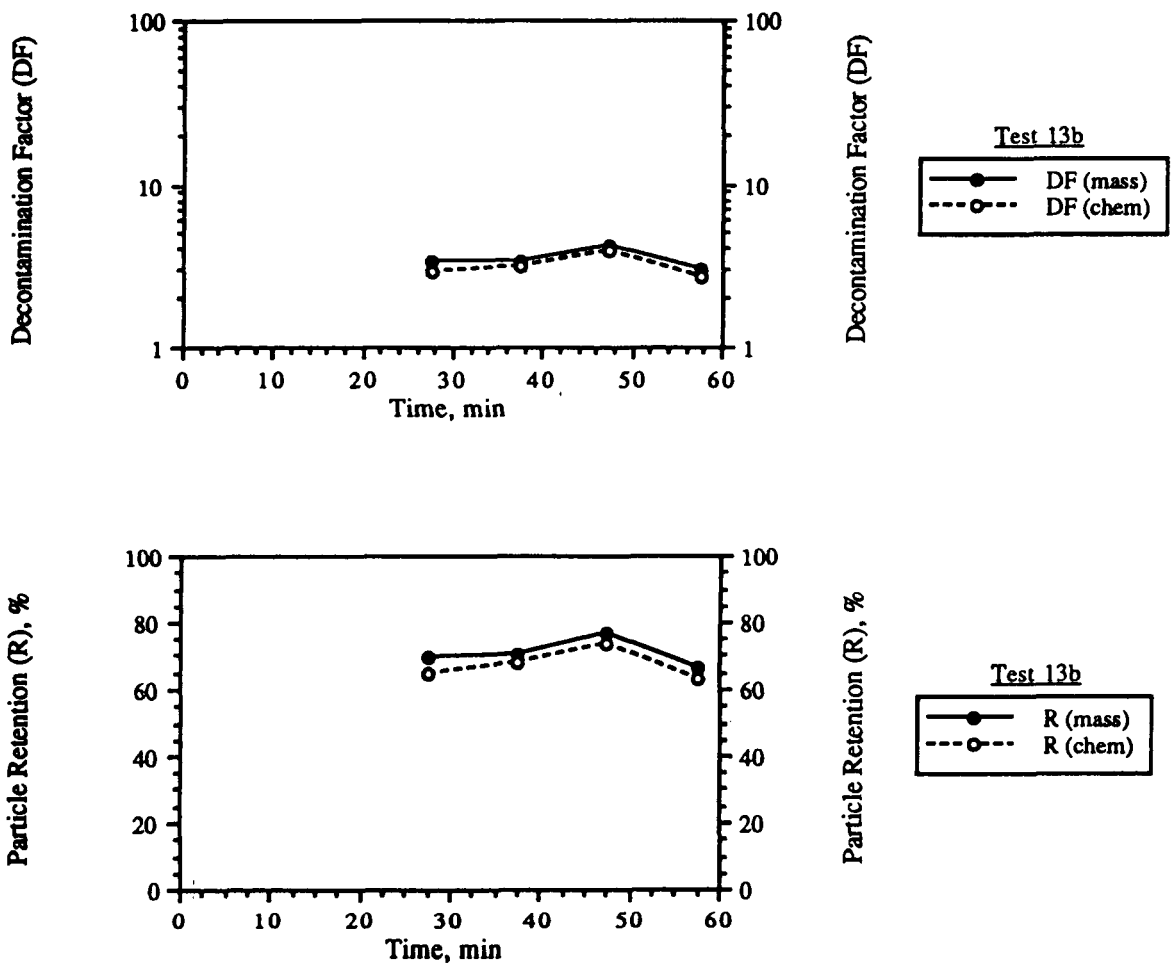 100
100
Decontamination Factor (DF)
Decontamination Factor (DF)
Test 13b
DF (mass)
DF (chem)
10
10
1
1
0 10 20 30 40 50 60
Time, min
100
100
80
80
Particle Retention (R), %
Particle Retention (R), %
60
60
Test 13b
R (mass)
R (chem)
40
40
20
20
0
0
0 10 20 30 40 50 60
Time, min